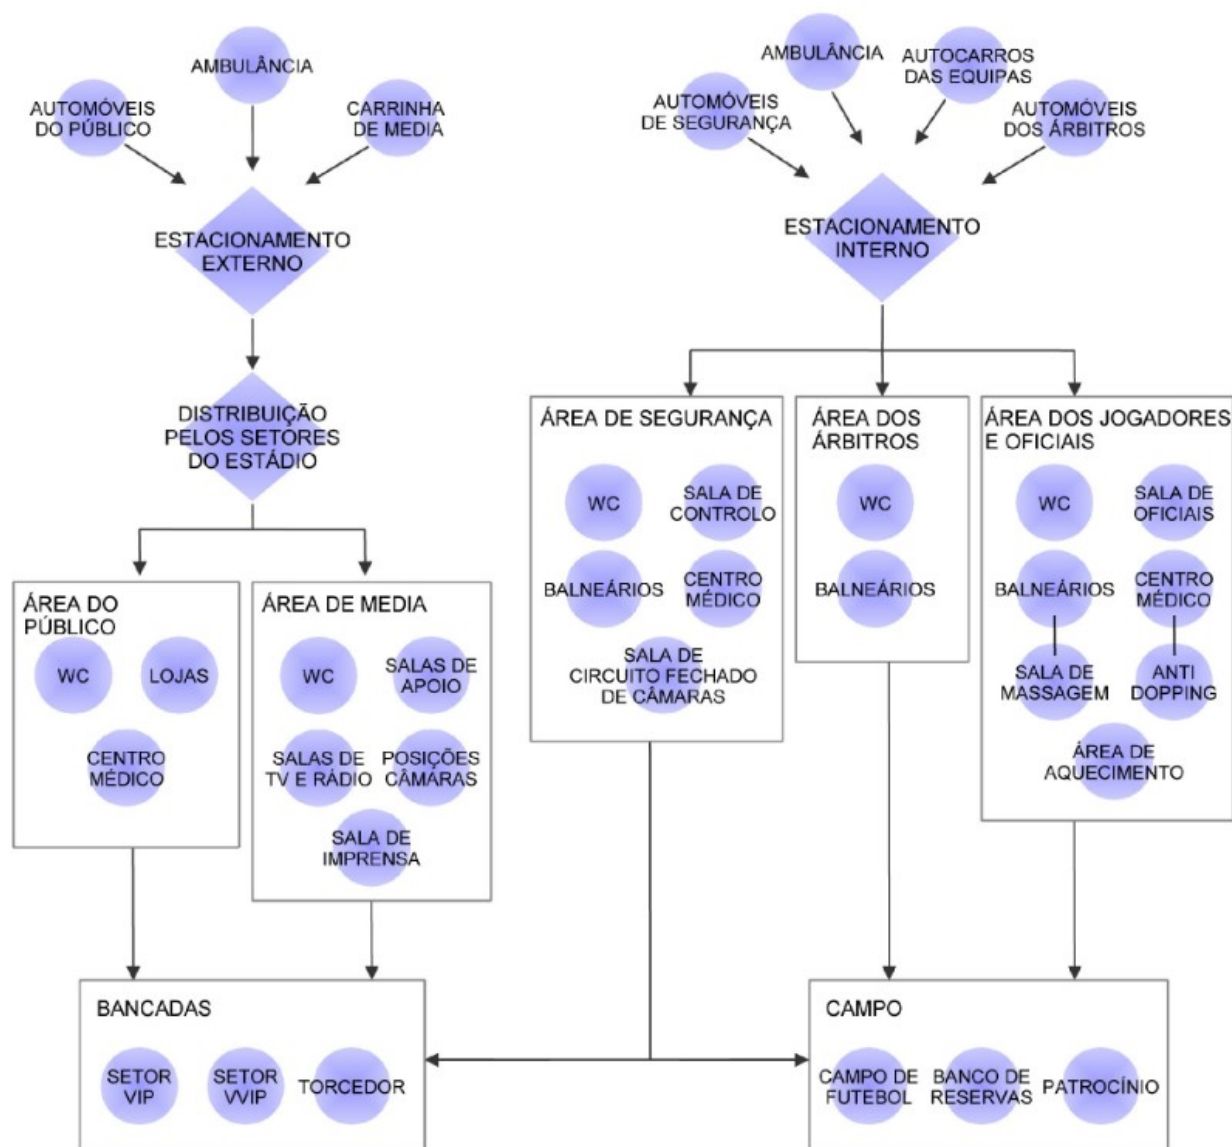 AMBULÂNCIA
AUTOMÓVEIS
DO PÚBLICO
CARRINHA
DE MEDIA
ESTACIONAMENTO
EXTERNO
DISTRIBUIÇÃO
PELOS SETORES
DO ESTÁDIO
ÁREA DO
PÚBLICO
WC
LOJAS
CENTRO
MÉDICO
ÁREA DE MEDIA
WC
SALAS DE
APOIO
SALAS DE
TV E RÁDIO
POSIÇÕES
CÂMARAS
SALA DE
IMPRENSA
BANCADAS
SETOR
VIP
SETOR
VVIP
TORCEDOR
AUTOMÓVEIS
DE SEGURANÇA
AMBULÂNCIA
AUTOCARROS
DAS EQUIPAS
AUTOMÓVEIS
DOS ÁRBITROS
ESTACIONAMENTO
INTERNO
ÁREA DE SEGURANÇA
WC
SALA DE
CONTROLO
BALNEÁRIOS
CENTRO
MÉDICO
SALA DE
CIRCUITO FECHADO
DE CÂMARAS
ÁREA DOS
ÁRBITROS
WC
BALNEÁRIOS
ÁREA DOS JOGADORES
E OFICIAIS
WC
SALA DE
OFICIAIS
BALNEÁRIOS
CENTRO
MÉDICO
SALA DE
MASSAGEM
ANTI
DOPPING
ÁREA DE
AQUECIMENTO
CAMPO
CAMPO DE
FUTEBOL
BANCO DE
RESERVAS
PATROCÍNIO